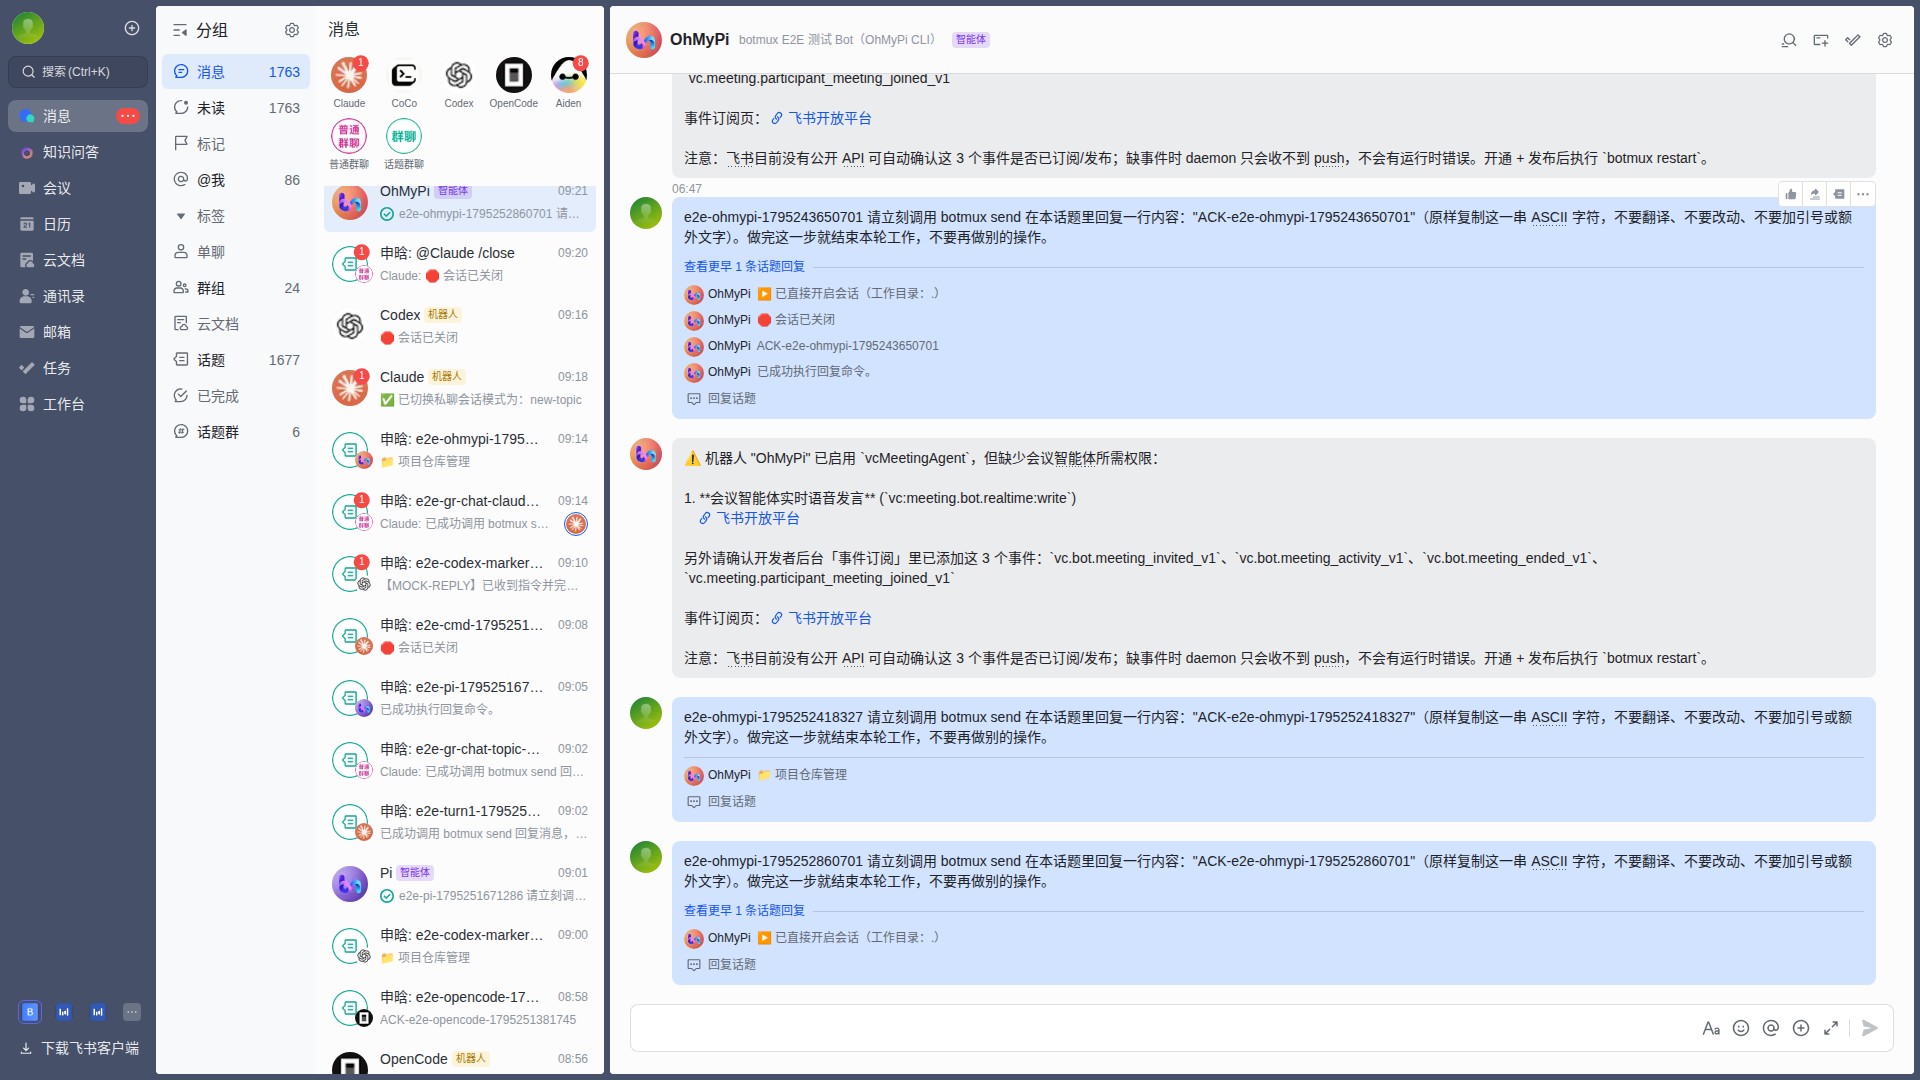 搜索 (Ctrl+K)
消息
知识问答
会议
日历
云文档
通讯录
邮箱
任务
工作台
下载飞书客户端
分组
消息 1763
未读 1763
标记
@我 86
标签
单聊
群组 24
云文档
话题 1677
已完成
话题群 6
消息
1
8
Claude
CoCo
Codex
OpenCode
Aiden
普通
群聊
群聊
普通群聊
话题群聊
OhMyPi 智能体 09:21
e2e-ohmypi-1795252860701 请…
1
申晗: @Claude /close 09:20
Claude: 🛑 会话已关闭
Codex 机器人 09:16
🛑 会话已关闭
1
Claude 机器人 09:18
✅ 已切换私聊会话模式为：new-topic
申晗: e2e-ohmypi-1795… 09:14
📁 项目仓库管理
1
申晗: e2e-gr-chat-claud… 09:14
Claude: 已成功调用 botmux s…
1
申晗: e2e-codex-marker… 09:10
【MOCK-REPLY】已收到指令并完…
申晗: e2e-cmd-1795251… 09:08
🛑 会话已关闭
申晗: e2e-pi-179525167… 09:05
已成功执行回复命令。
申晗: e2e-gr-chat-topic-… 09:02
Claude: 已成功调用 botmux send 回…
申晗: e2e-turn1-179525… 09:02
已成功调用 botmux send 回复消息，…
Pi 智能体 09:01
e2e-pi-1795251671286 请立刻调…
申晗: e2e-codex-marker… 09:00
📁 项目仓库管理
申晗: e2e-opencode-17… 08:58
ACK-e2e-opencode-1795251381745
OpenCode 机器人 08:56
OhMyPi botmux E2E 测试 Bot（OhMyPi CLI） 智能体
`vc.meeting.participant_meeting_joined_v1`
事件订阅页： 飞书开放平台
注意：飞书目前没有公开 API 可自动确认这 3 个事件是否已订阅/发布；缺事件时 daemon 只会收不到 push，不会有运行时错误。开通 + 发布后执行 `botmux restart`。
06:47
e2e-ohmypi-1795243650701 请立刻调用 botmux send 在本话题里回复一行内容："ACK-e2e-ohmypi-1795243650701"（原样复制这一串 ASCII 字符，不要翻译、不要改动、不要加引号或额
外文字）。做完这一步就结束本轮工作，不要再做别的操作。
查看更早 1 条话题回复
OhMyPi ▶️ 已直接开启会话（工作目录：.）
OhMyPi 🛑 会话已关闭
OhMyPi ACK-e2e-ohmypi-1795243650701
OhMyPi 已成功执行回复命令。
回复话题
⚠️ 机器人 "OhMyPi" 已启用 `vcMeetingAgent`，但缺少会议智能体所需权限：
1. **会议智能体实时语音发言** (`vc:meeting.bot.realtime:write`)
飞书开放平台
另外请确认开发者后台「事件订阅」里已添加这 3 个事件：`vc.bot.meeting_invited_v1`、`vc.bot.meeting_activity_v1`、`vc.bot.meeting_ended_v1`、
`vc.meeting.participant_meeting_joined_v1`
事件订阅页： 飞书开放平台
注意：飞书目前没有公开 API 可自动确认这 3 个事件是否已订阅/发布；缺事件时 daemon 只会收不到 push，不会有运行时错误。开通 + 发布后执行 `botmux restart`。
e2e-ohmypi-1795252418327 请立刻调用 botmux send 在本话题里回复一行内容："ACK-e2e-ohmypi-1795252418327"（原样复制这一串 ASCII 字符，不要翻译、不要改动、不要加引号或额
外文字）。做完这一步就结束本轮工作，不要再做别的操作。
OhMyPi 📁 项目仓库管理
回复话题
e2e-ohmypi-1795252860701 请立刻调用 botmux send 在本话题里回复一行内容："ACK-e2e-ohmypi-1795252860701"（原样复制这一串 ASCII 字符，不要翻译、不要改动、不要加引号或额
外文字）。做完这一步就结束本轮工作，不要再做别的操作。
查看更早 1 条话题回复
OhMyPi ▶️ 已直接开启会话（工作目录：.）
回复话题